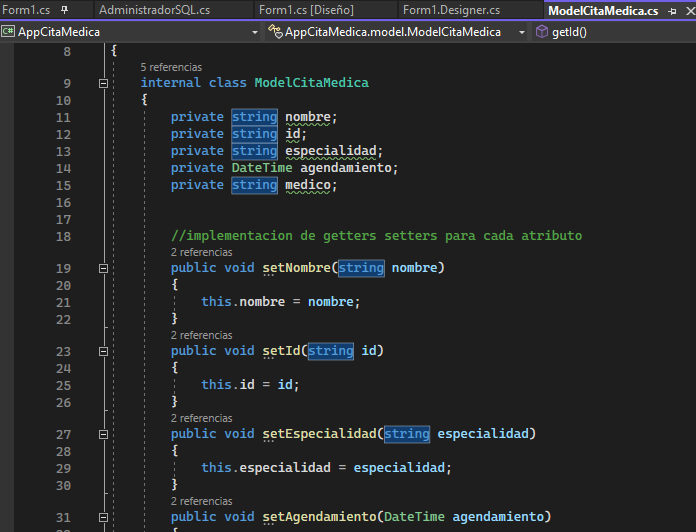 Form1.cs AdministradorSQL.cs Form1.cs [Diseño] Form1.Designer.cs ModelCitaMedica.cs
C# AppCitaMedica AppCitaMedica.model.ModelCitaMedica getId()
8 {
5 referencias
9 internal class ModelCitaMedica
10 {
11 private string nombre;
12 private string id;
13 private string especialidad;
14 private DateTime agendamiento;
15 private string medico;
16
17
18 //implementacion de getters setters para cada atributo
2 referencias
19 public void setNombre(string nombre)
20 {
21 this.nombre = nombre;
22 }
2 referencias
23 public void setId(string id)
24 {
25 this.id = id;
26 }
2 referencias
27 public void setEspecialidad(string especialidad)
28 {
29 this.especialidad = especialidad;
30 }
2 referencias
31 public void setAgendamiento(DateTime agendamiento)